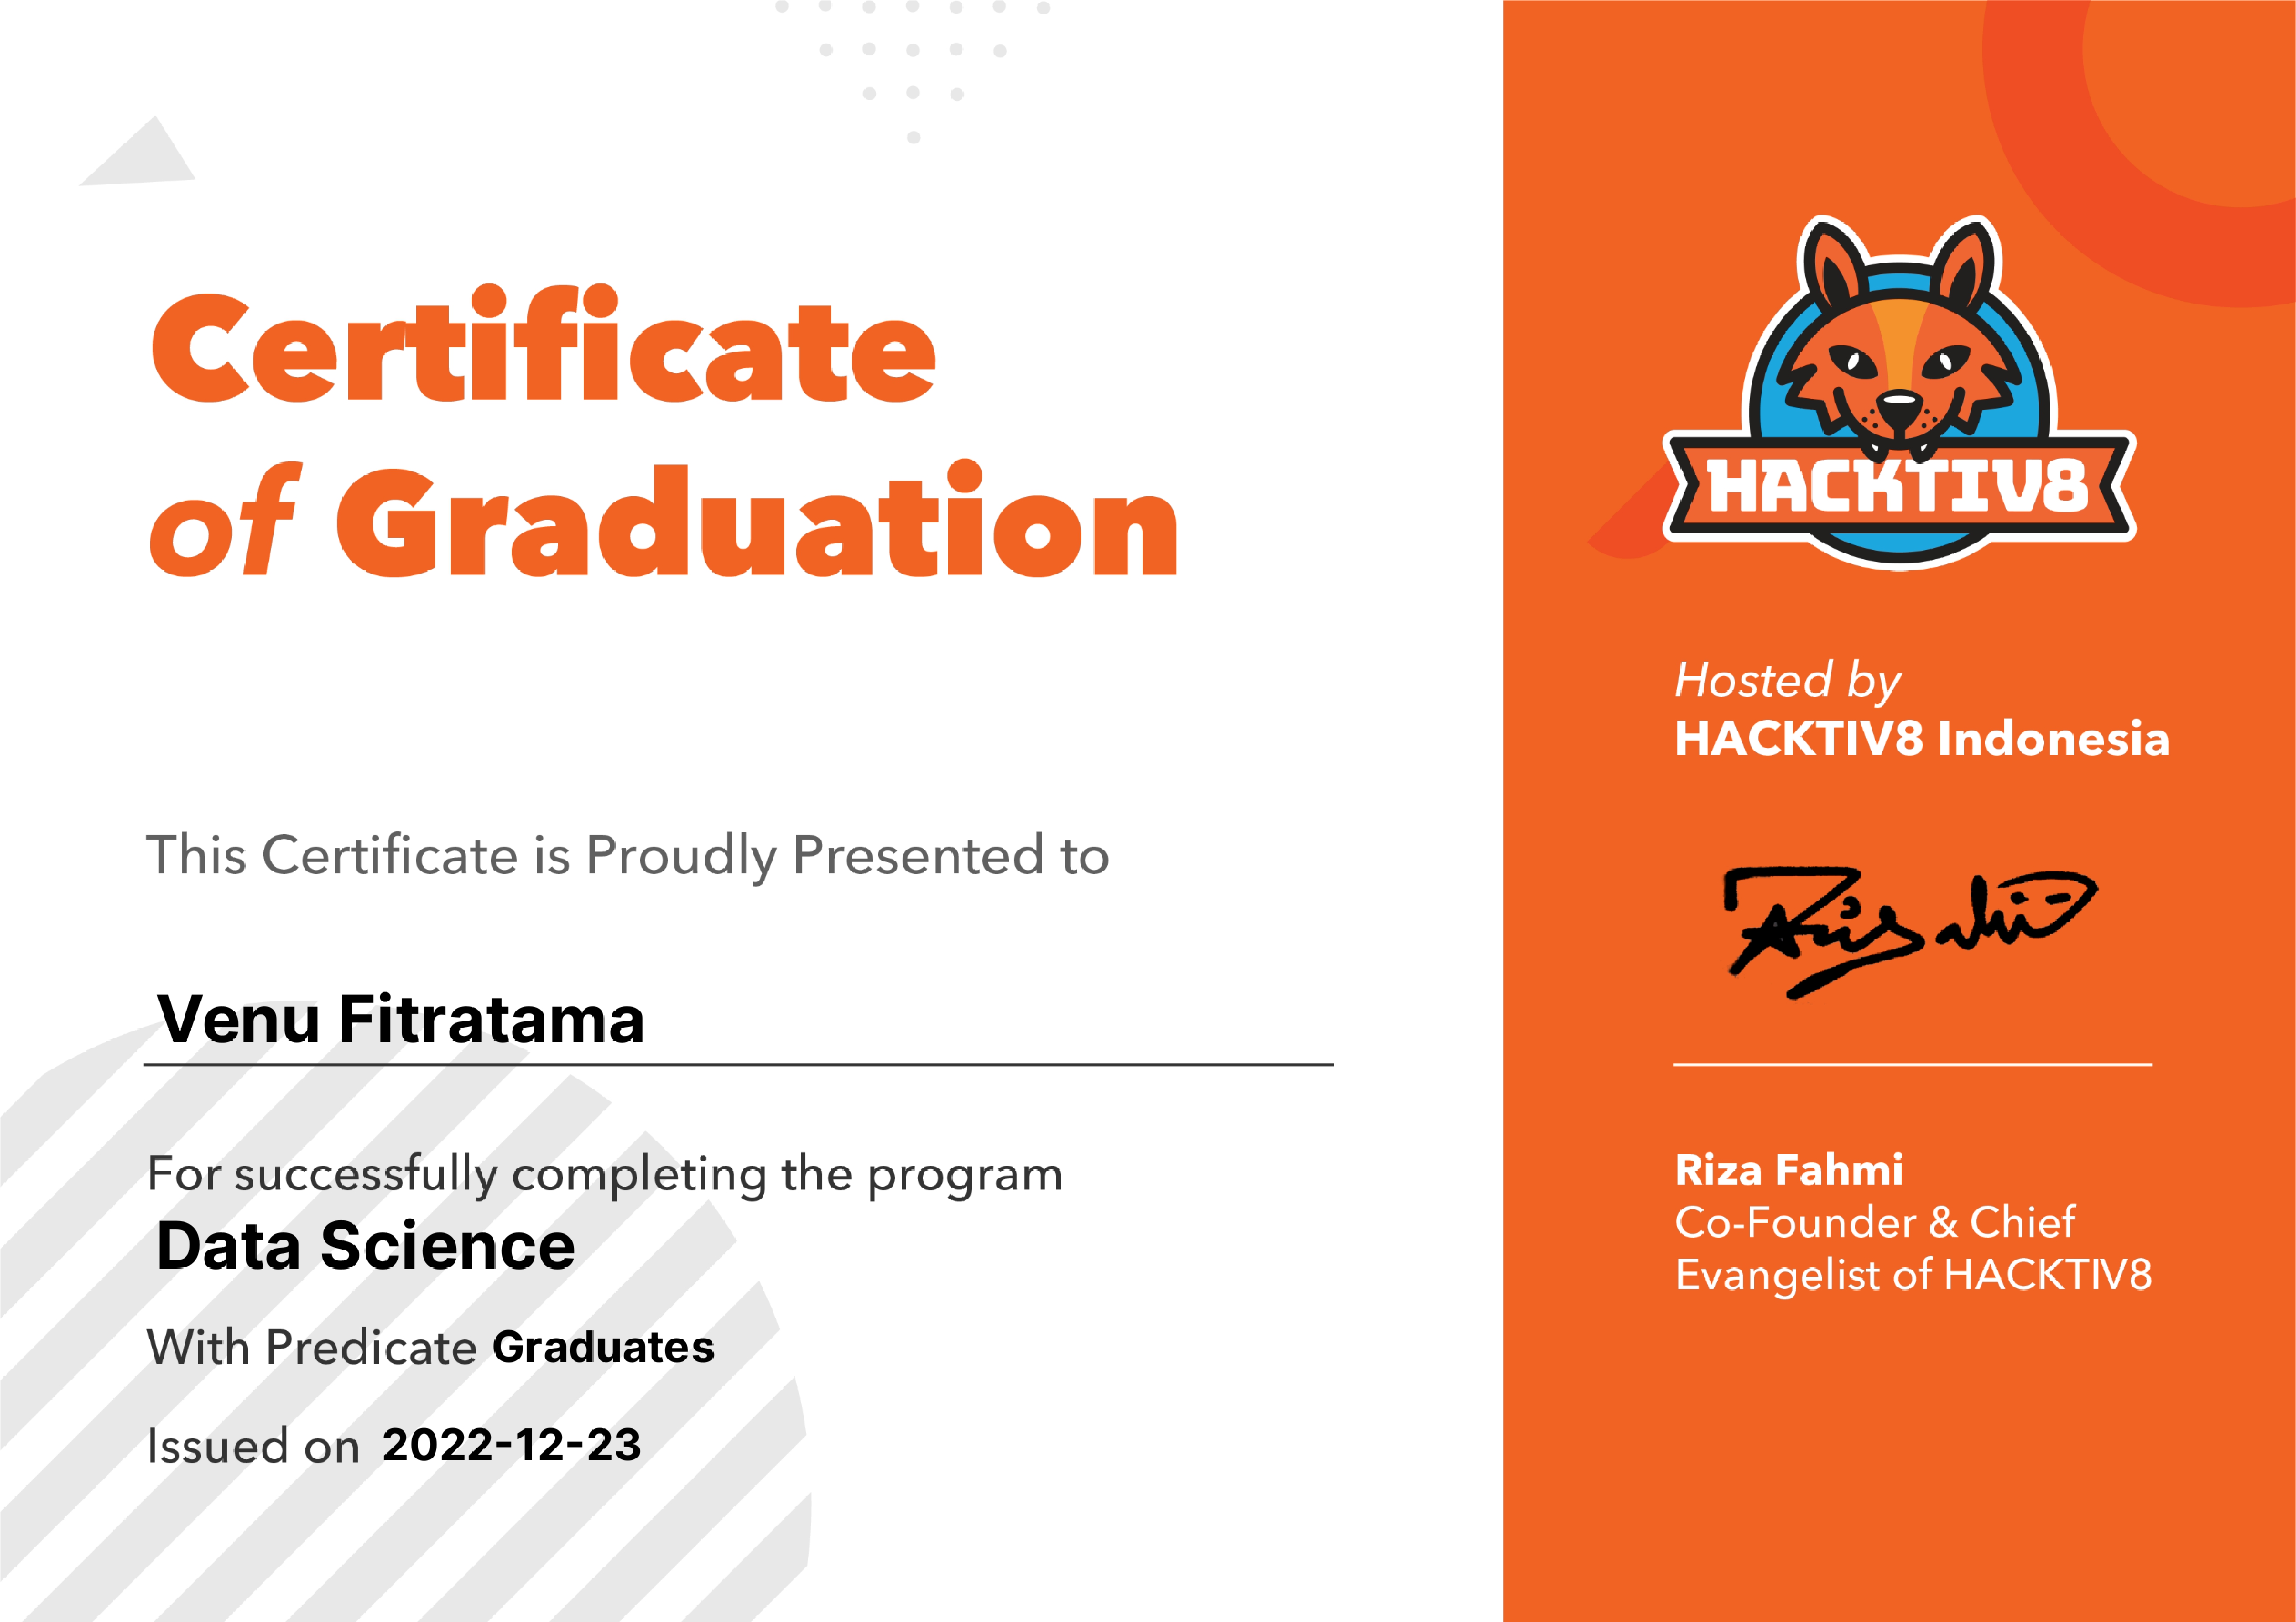 Certificate
of Graduation
This Certificate is Proudly Presented to
Venu Fitratama
For successfully completing the program
Data Science
With Predicate Graduates
Issued on 2022-12-23
HACKTIV8
Hosted by
HACKTIV8 Indonesia
Riza Fahmi
Co-Founder & Chief
Evangelist of HACKTIV8